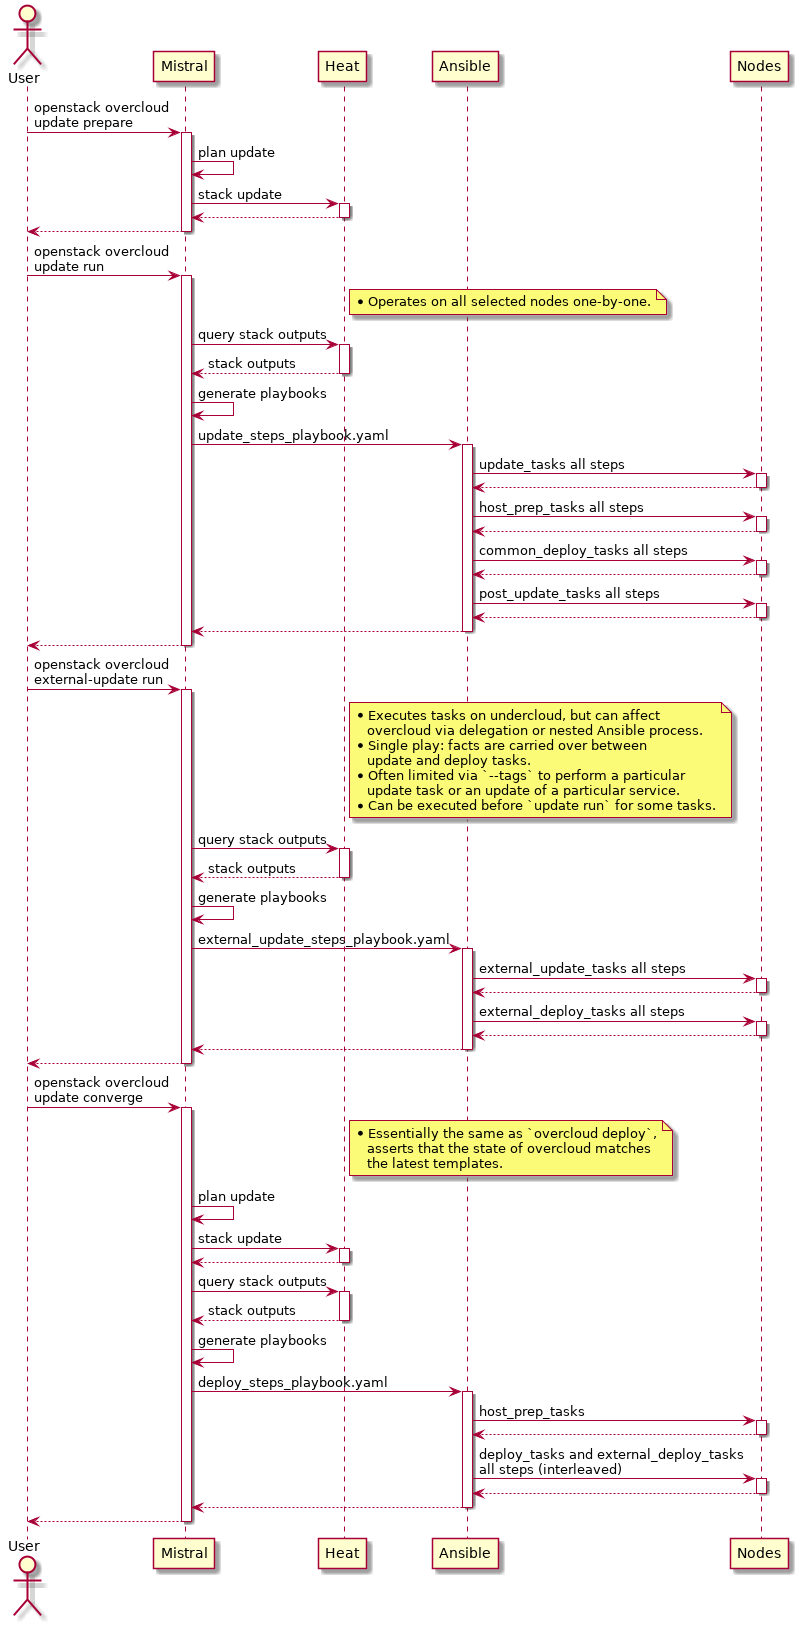 User
Mistral
Heat
Ansible
Nodes
openstack overcloud
update prepare
plan update
stack update
openstack overcloud
update run
• Operates on all selected nodes one-by-one.
query stack outputs
stack outputs
generate playbooks
update_steps_playbook.yaml
update_tasks all steps
host_prep_tasks all steps
common_deploy_tasks all steps
post_update_tasks all steps
openstack overcloud
external-update run
• Executes tasks on undercloud, but can affect
overcloud via delegation or nested Ansible process.
• Single play: facts are carried over between
update and deploy tasks.
• Often limited via `--tags` to perform a particular
update task or an update of a particular service.
• Can be executed before `update run` for some tasks.
query stack outputs
stack outputs
generate playbooks
external_update_steps_playbook.yaml
external_update_tasks all steps
external_deploy_tasks all steps
openstack overcloud
update converge
• Essentially the same as `overcloud deploy`,
asserts that the state of overcloud matches
the latest templates.
plan update
stack update
query stack outputs
stack outputs
generate playbooks
deploy_steps_playbook.yaml
host_prep_tasks
deploy_tasks and external_deploy_tasks
all steps (interleaved)
User
Mistral
Heat
Ansible
Nodes